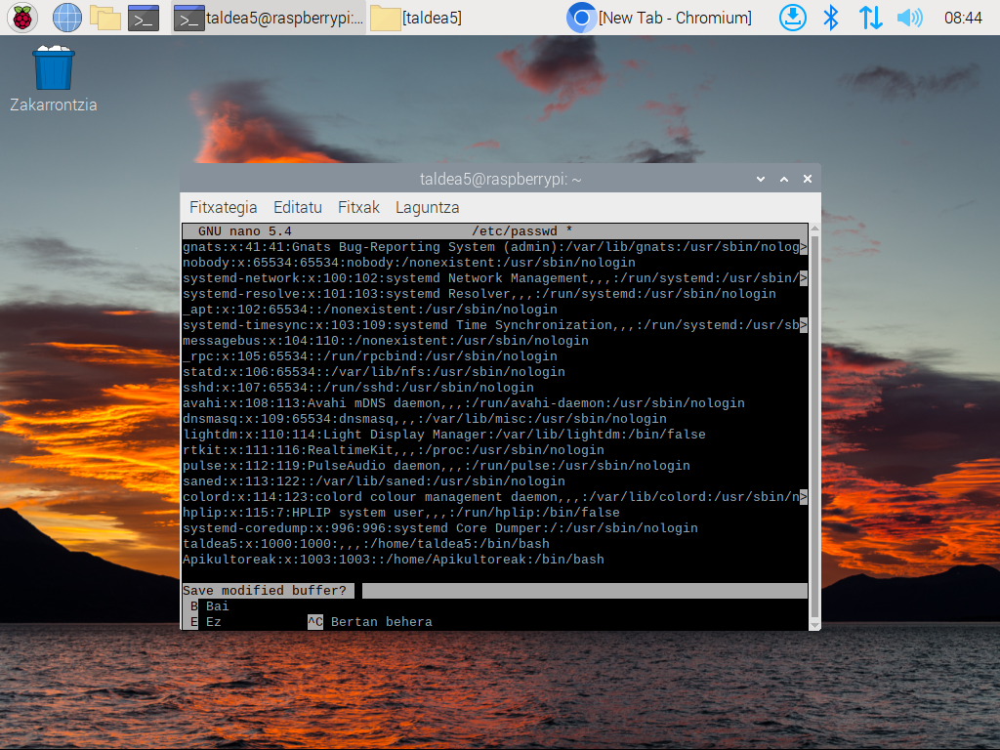 taldea5@raspberrypi:...
[taldea5]
[New Tab - Chromium]
08:44
Zakarrontzia
taldea5@raspberrypi: ~
Fitxategia Editatu Fitxak Laguntza
GNU nano 5.4 /etc/passwd *
gnats:x:41:41:Gnats Bug-Reporting System (admin):/var/lib/gnats:/usr/sbin/nolog>
nobody:x:65534:65534:nobody:/nonexistent:/usr/sbin/nologin
systemd-network:x:100:102:systemd Network Management,,,:/run/systemd:/usr/sbin/>
systemd-resolve:x:101:103:systemd Resolver,,,:/run/systemd:/usr/sbin/nologin
_apt:x:102:65534::/nonexistent:/usr/sbin/nologin
systemd-timesync:x:103:109:systemd Time Synchronization,,,:/run/systemd:/usr/sb>
messagebus:x:104:110::/nonexistent:/usr/sbin/nologin
_rpc:x:105:65534::/run/rpcbind:/usr/sbin/nologin
statd:x:106:65534::/var/lib/nfs:/usr/sbin/nologin
sshd:x:107:65534::/run/sshd:/usr/sbin/nologin
avahi:x:108:113:Avahi mDNS daemon,,,:/run/avahi-daemon:/usr/sbin/nologin
dnsmasq:x:109:65534:dnsmasq,,,:/var/lib/misc:/usr/sbin/nologin
lightdm:x:110:114:Light Display Manager:/var/lib/lightdm:/bin/false
rtkit:x:111:116:RealtimeKit,,,:/proc:/usr/sbin/nologin
pulse:x:112:119:PulseAudio daemon,,,:/run/pulse:/usr/sbin/nologin
saned:x:113:122::/var/lib/saned:/usr/sbin/nologin
colord:x:114:123:colord colour management daemon,,,:/var/lib/colord:/usr/sbin/n>
hplip:x:115:7:HPLIP system user,,,:/run/hplip:/bin/false
systemd-coredump:x:996:996:systemd Core Dumper:/:/usr/sbin/nologin
taldea5:x:1000:1000:,,,:/home/taldea5:/bin/bash
Apikultoreak:x:1003:1003::/home/Apikultoreak:/bin/bash
Save modified buffer?
B Bai
E Ez ^C Bertan behera